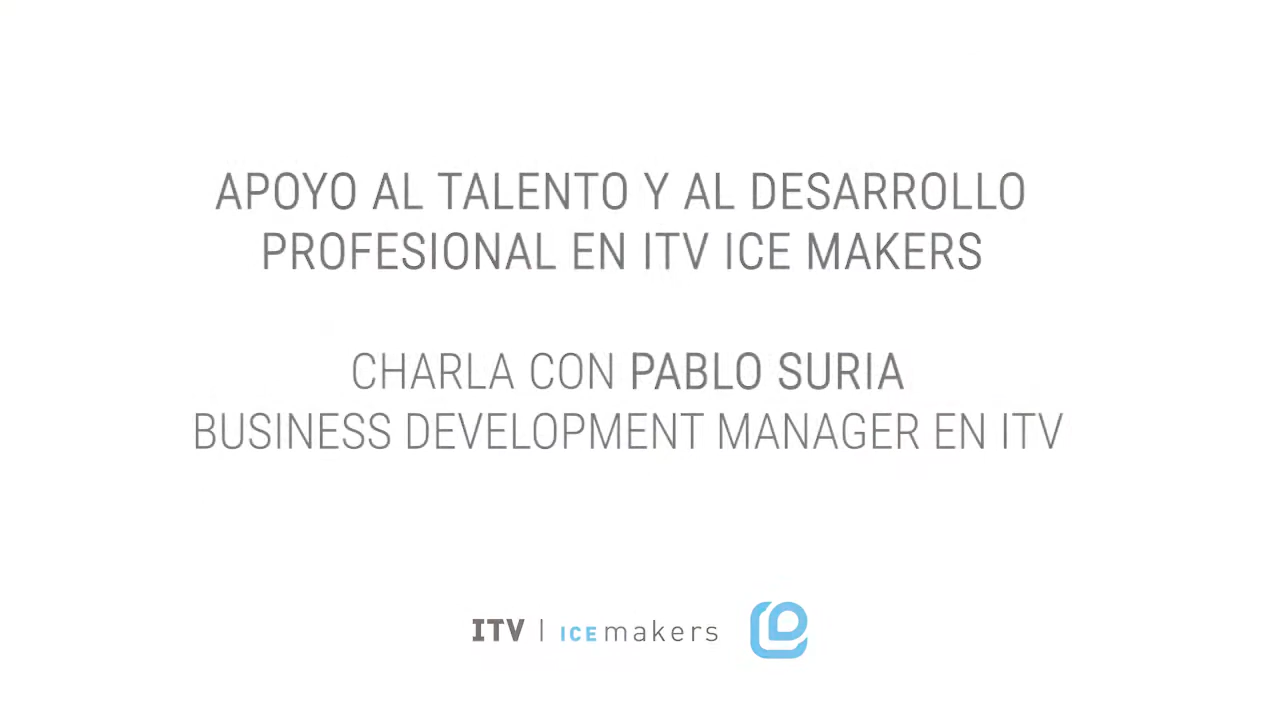 APOYO AL TALENTO Y AL DESARROLLO
PROFESIONAL EN ITV ICE MAKERS
CHARLA CON PABLO SURIA
BUSINESS DEVELOPMENT MANAGER EN ITV
ITV | ICEmakers